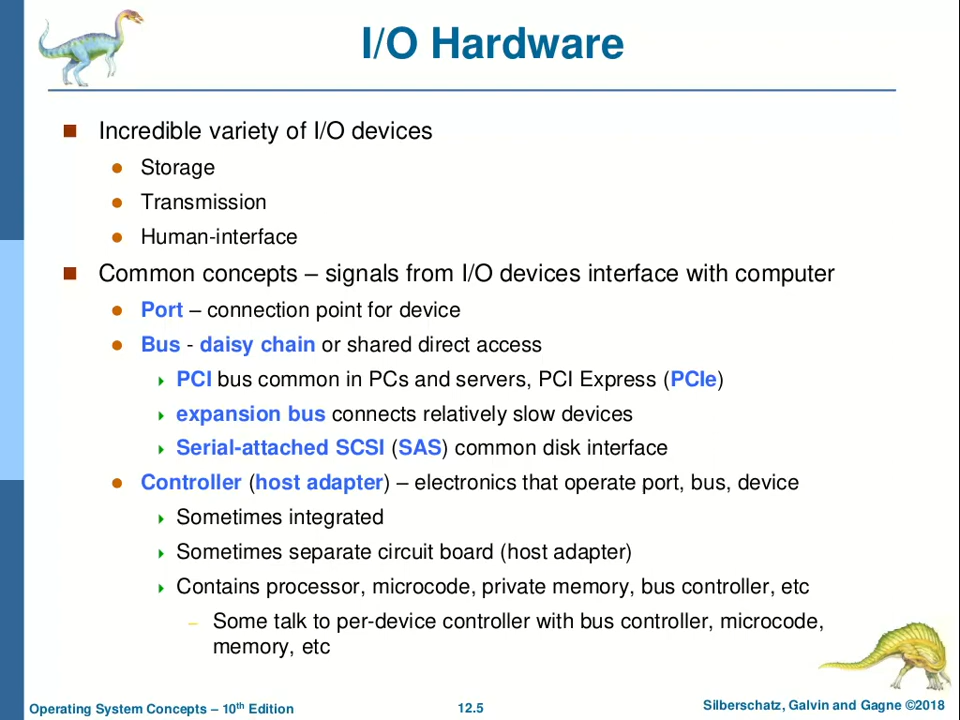 I/O Hardware
Incredible variety of I/O devices
Storage
Transmission
Human-interface
Common concepts – signals from I/O devices interface with computer
Port – connection point for device
Bus - daisy chain or shared direct access
PCI bus common in PCs and servers, PCI Express (PCIe)
expansion bus connects relatively slow devices
Serial-attached SCSI (SAS) common disk interface
Controller (host adapter) – electronics that operate port, bus, device
Sometimes integrated
Sometimes separate circuit board (host adapter)
Contains processor, microcode, private memory, bus controller, etc
– Some talk to per-device controller with bus controller, microcode,
memory, etc
Operating System Concepts – 10th Edition
12.5
Silberschatz, Galvin and Gagne ©2018